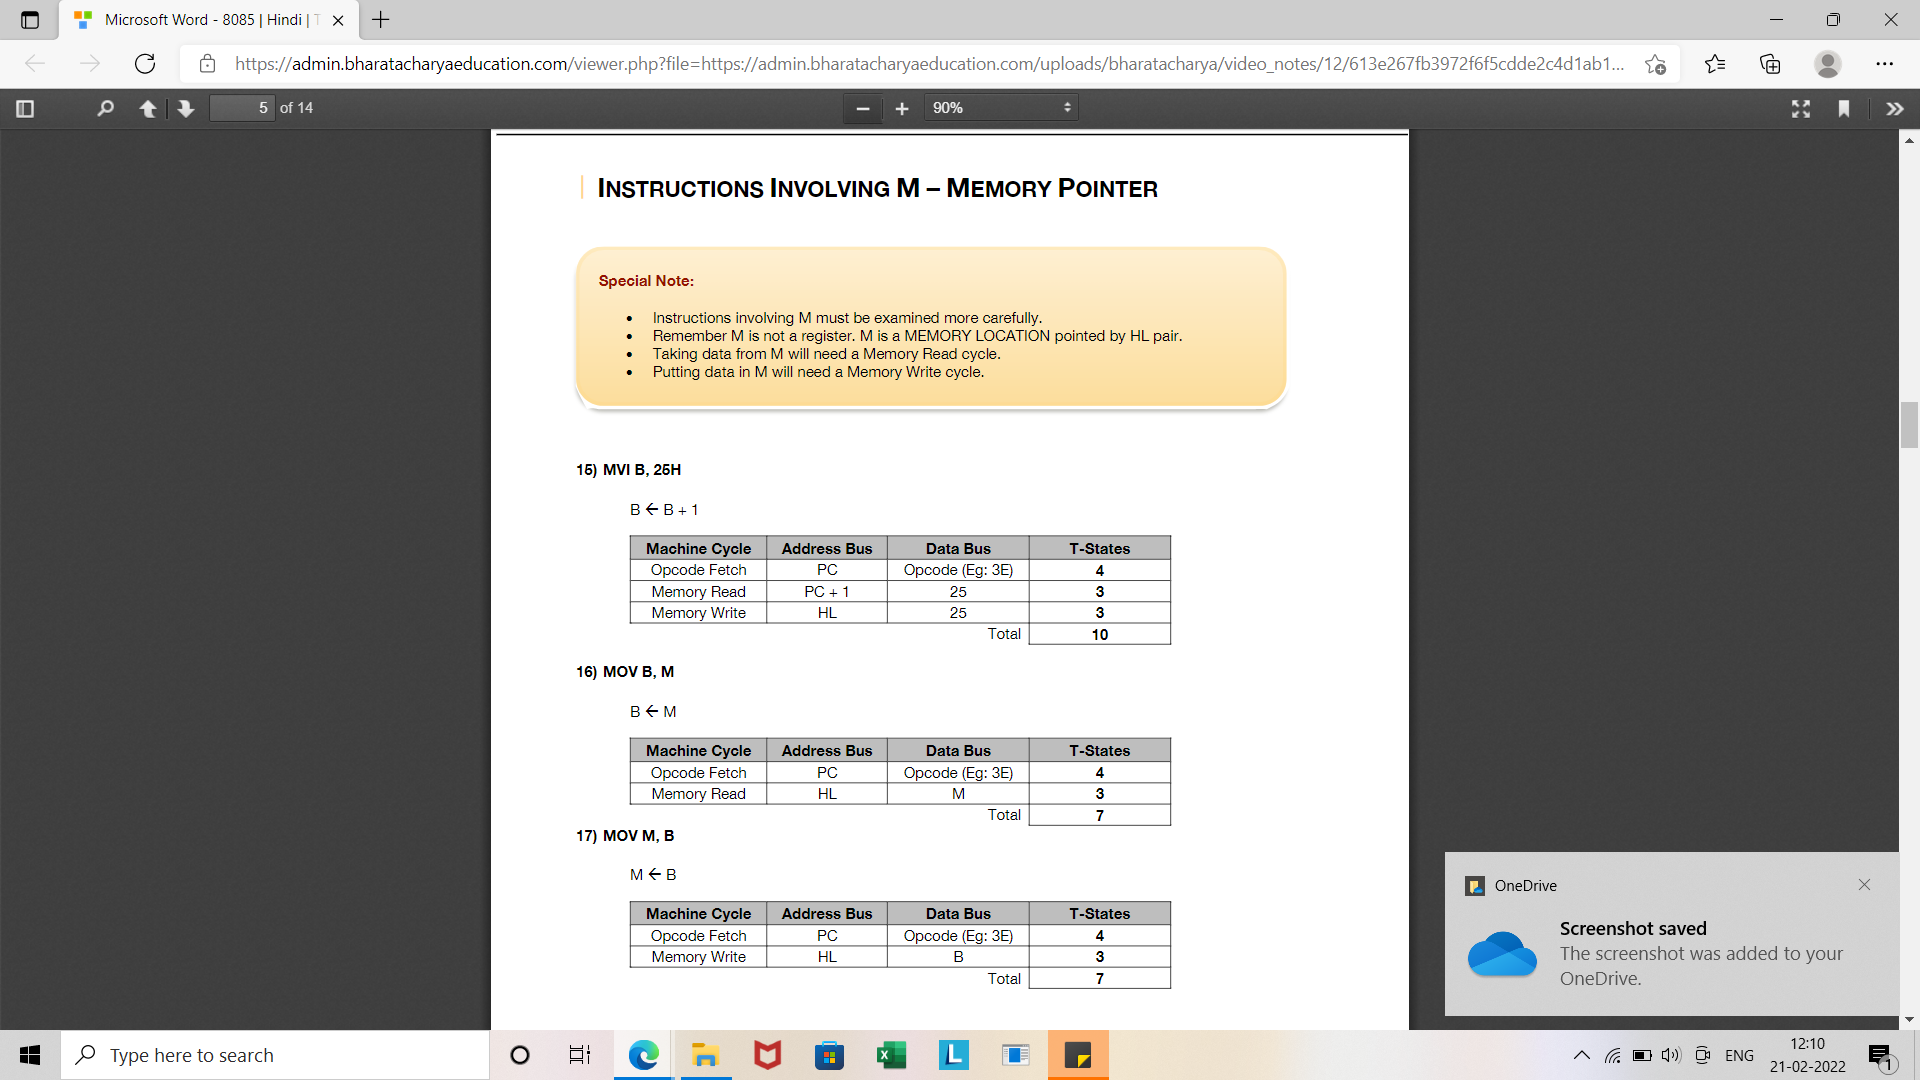 Microsoft Word - 8085 | Hindi | T
https://admin.bharatacharyaeducation.com/viewer.php?file=https://admin.bharatacharyaeducation.com/uploads/bharatacharya/video_notes/12/613e267fb3972f6f5cdde2c4d1ab1...
5 of 14
90%
INSTRUCTIONS INVOLVING M – MEMORY POINTER
Special Note:
• Instructions involving M must be examined more carefully.
• Remember M is not a register. M is a MEMORY LOCATION pointed by HL pair.
• Taking data from M will need a Memory Read cycle.
• Putting data in M will need a Memory Write cycle.
15) MVI B, 25H
B ← B + 1
Machine Cycle Address Bus Data Bus T-States
Opcode Fetch PC Opcode (Eg: 3E) 4
Memory Read PC + 1 25 3
Memory Write HL 25 3
Total 10
16) MOV B, M
B ← M
Machine Cycle Address Bus Data Bus T-States
Opcode Fetch PC Opcode (Eg: 3E) 4
Memory Read HL M 3
Total 7
17) MOV M, B
M ← B
Machine Cycle Address Bus Data Bus T-States
Opcode Fetch PC Opcode (Eg: 3E) 4
Memory Write HL B 3
Total 7
OneDrive
Screenshot saved
The screenshot was added to your
OneDrive.
Type here to search
L
ENG
12:10
21-02-2022
1